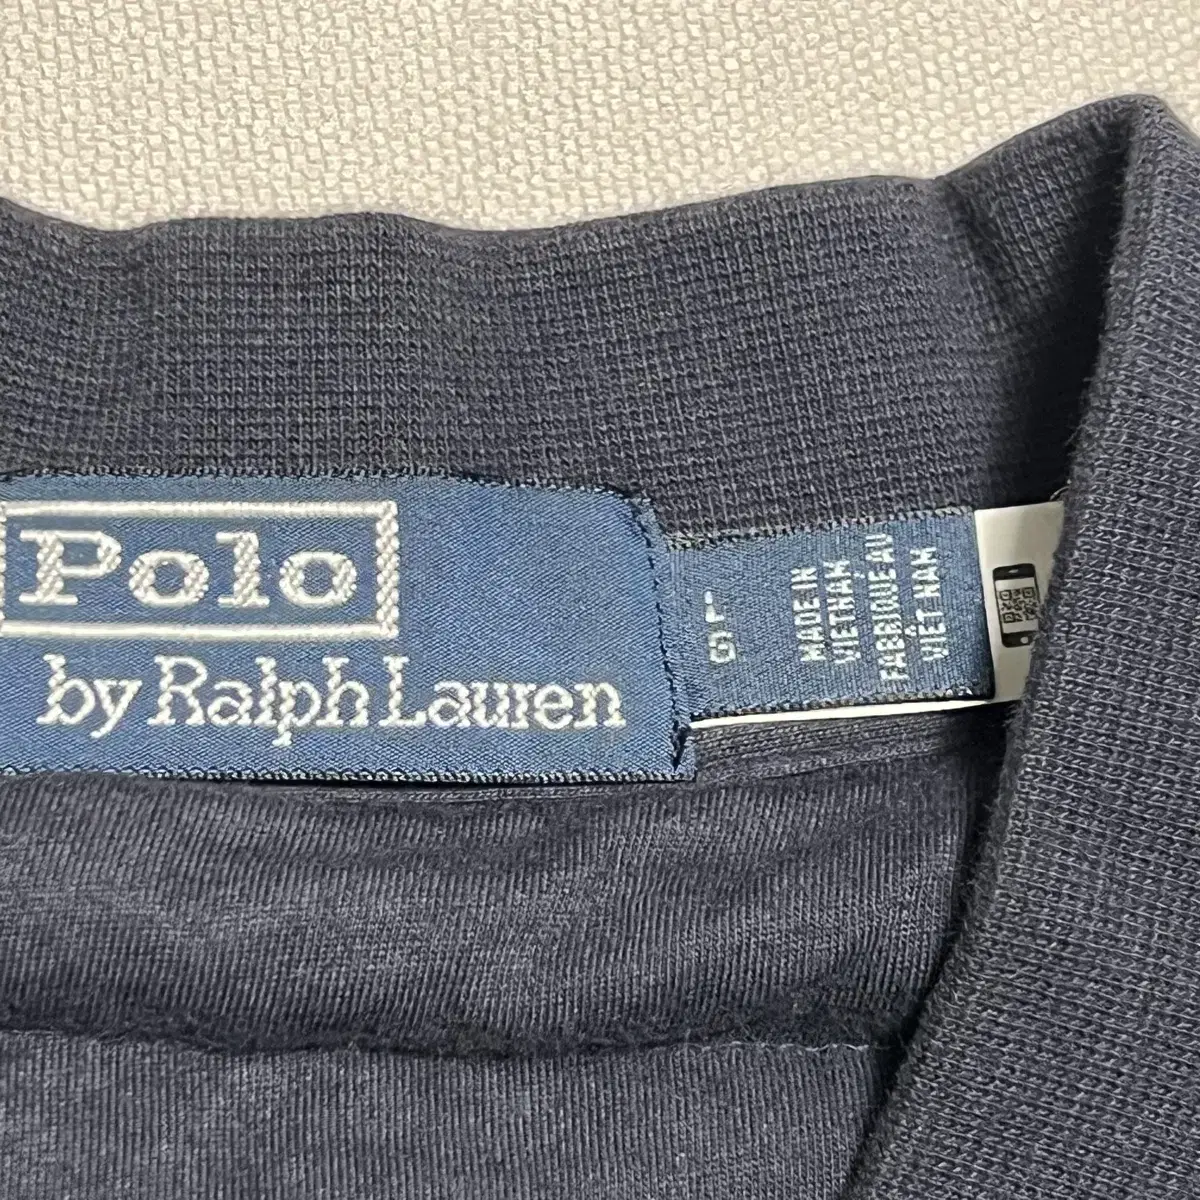 Polo
by Ralph Lauren
L
G
MADE IN
VIETNAM
FABRIQUE AU
VIET NAM